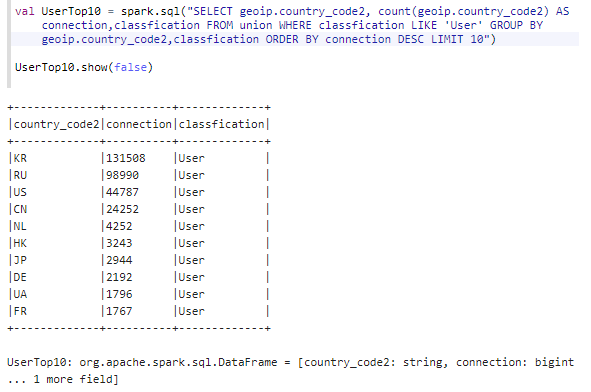 val UserTop10 = spark.sql("SELECT geoip.country_code2, count(geoip.country_code2) AS
connection,classfication FROM union WHERE classfication LIKE 'User' GROUP BY
geoip.country_code2,classfication ORDER BY connection DESC LIMIT 10")
UserTop10.show(false)
+-------------+----------+-------------+
|country_code2|connection|classfication|
+-------------+----------+-------------+
|KR           |131508    |User         |
|RU           |98990     |User         |
|US           |44787     |User         |
|CN           |24252     |User         |
|NL           |4252      |User         |
|HK           |3243      |User         |
|JP           |2944      |User         |
|DE           |2192      |User         |
|UA           |1796      |User         |
|FR           |1767      |User         |
+-------------+----------+-------------+
UserTop10: org.apache.spark.sql.DataFrame = [country_code2: string, connection: bigint
... 1 more field]